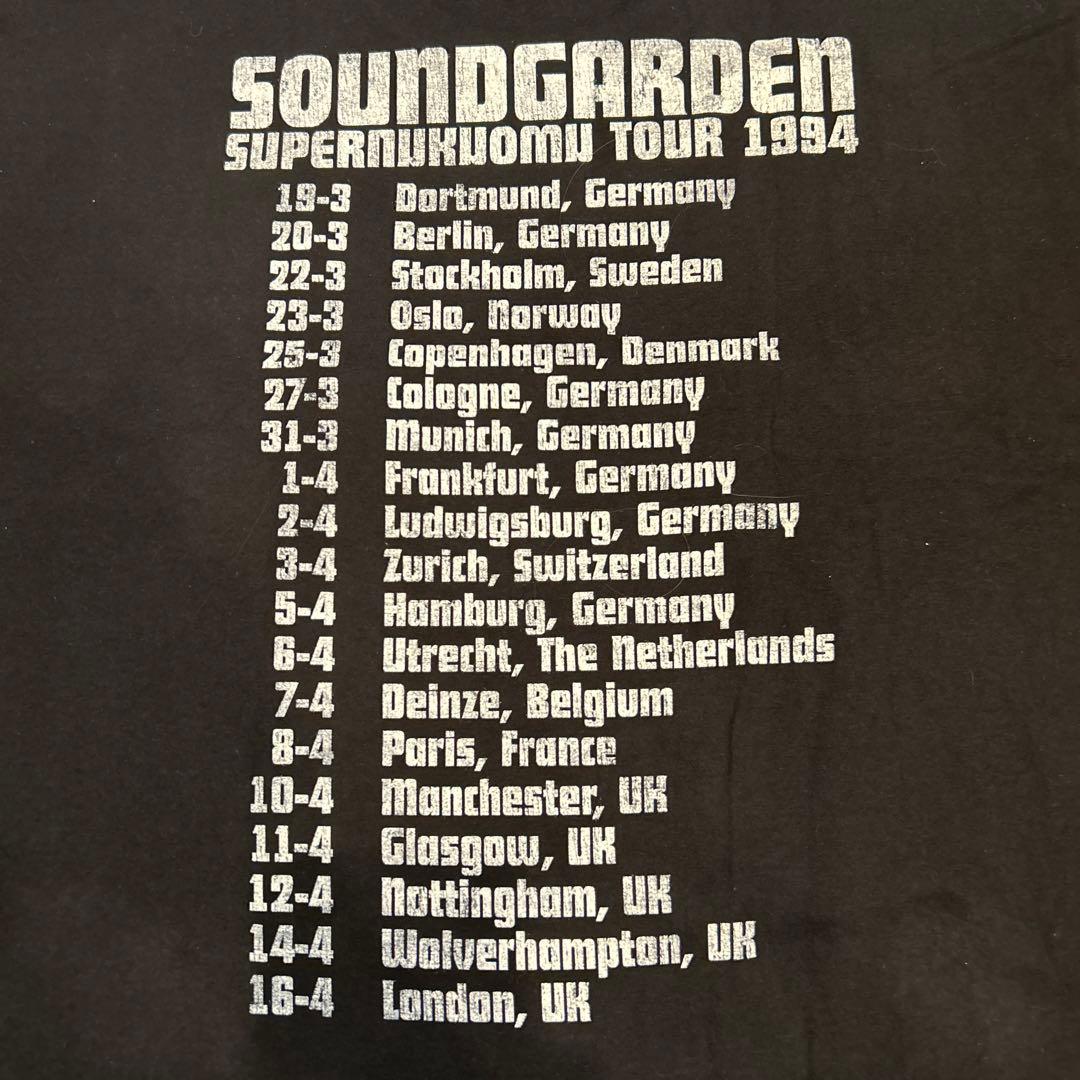 SOUNDGARDEN
SUPERNUKUOMU TOUR 1994
19-3 Dortmund, Germany
20-3 Berlin, Germany
22-3 Stockholm, Sweden
23-3 Oslo, Norway
25-3 Copenhagen, Denmark
27-3 Cologne, Germany
31-3 Munich, Germany
1-4 Frankfurt, Germany
2-4 Ludwigsburg, Germany
3-4 Zurich, Switzerland
5-4 Hamburg, Germany
6-4 Utrecht, The Netherlands
7-4 Deinze, Belgium
8-4 Paris, France
10-4 Manchester, UK
11-4 Glasgow, UK
12-4 Nottingham, UK
14-4 Wolverhampton, UK
16-4 London, UK